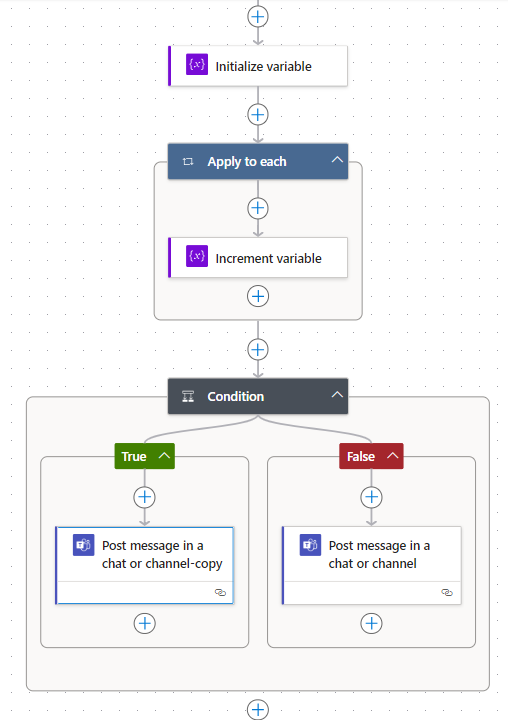 {x} Initialize variable
Apply to each
{x} Increment variable
Condition
True
False
Post message in a
chat or channel-copy
Post message in a
chat or channel